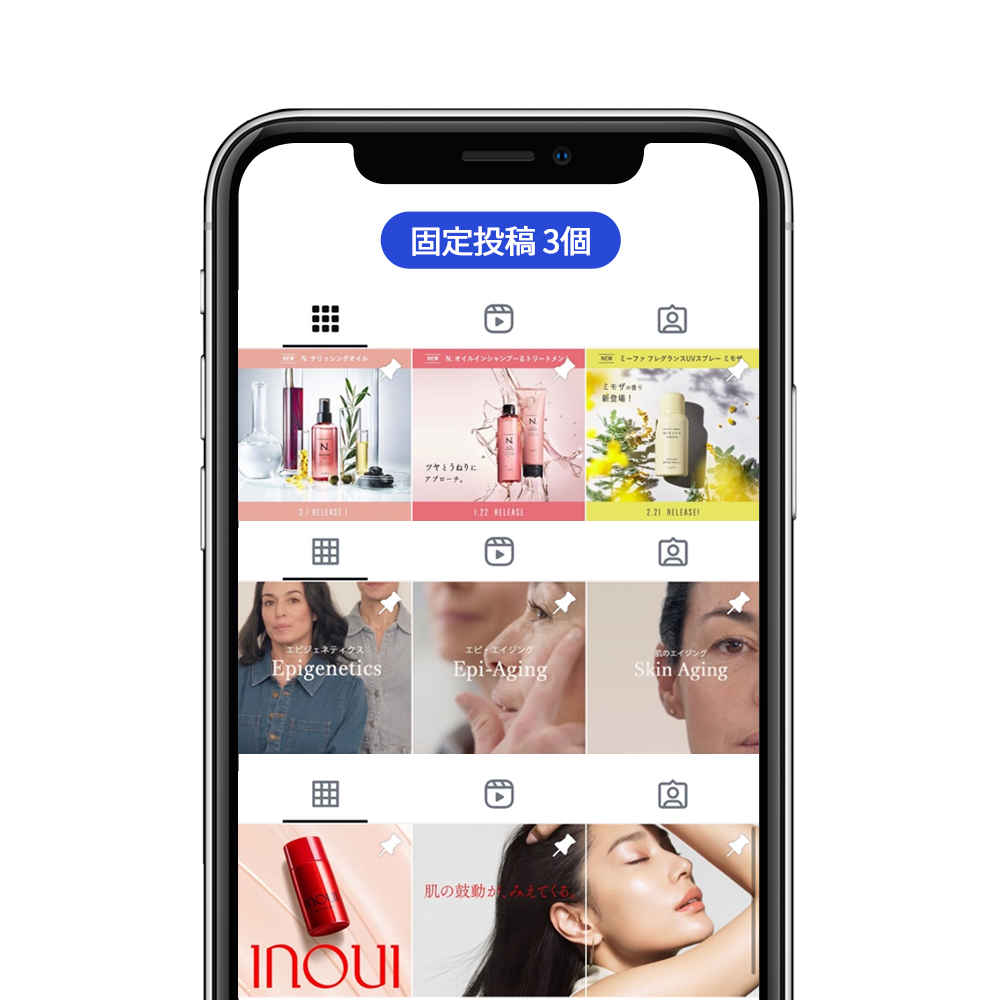 固定投稿 3個
NEW N. ナリッシングオイル
NEW N. オイルインシャンプー&トリートメン
NEW ミーファ フレグランスUVスプレー ミモザ
N.
N.
N.
ツヤとうねりに
アプローチ。
ミモザの香り
新登場！
3.1 RELEASE !
1.22 RELEASE
2.21 RELEASE!
エピジェネティクス
Epigenetics
エピ・エイジング
Epi-Aging
肌のエイジング
Skin Aging
INOUI
INOUI
肌の鼓動が、みえてくる。